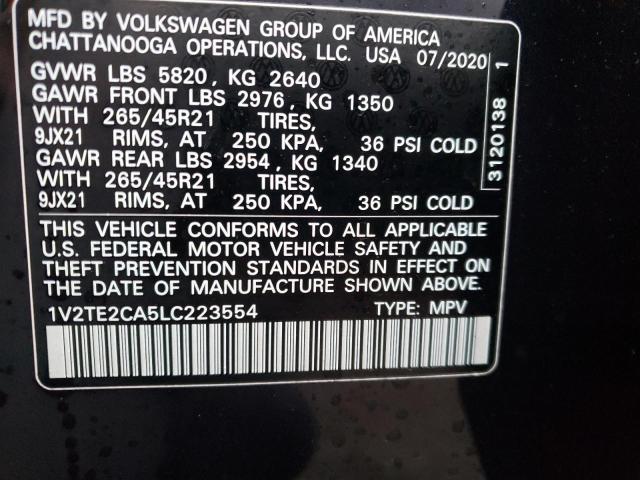 MFD BY VOLKSWAGEN GROUP OF AMERICA
CHATTANOOGA OPERATIONS, LLC. USA 07/2020
GVWR LBS 5820, KG 2640
GAWR FRONT LBS 2976, KG 1350
WITH 265/45R21 TIRES,
9JX21 RIMS, AT 250 KPA, 36 PSI COLD
GAWR REAR LBS 2954, KG 1340
WITH 265/45R21 TIRES,
9JX21 RIMS, AT 250 KPA, 36 PSI COLD
THIS VEHICLE CONFORMS TO ALL APPLICABLE
U.S. FEDERAL MOTOR VEHICLE SAFETY AND
THEFT PREVENTION STANDARDS IN EFFECT ON
THE DATE OF MANUFACTURE SHOWN ABOVE.
1V2TE2CA5LC223554 TYPE: MPV
3120138 1